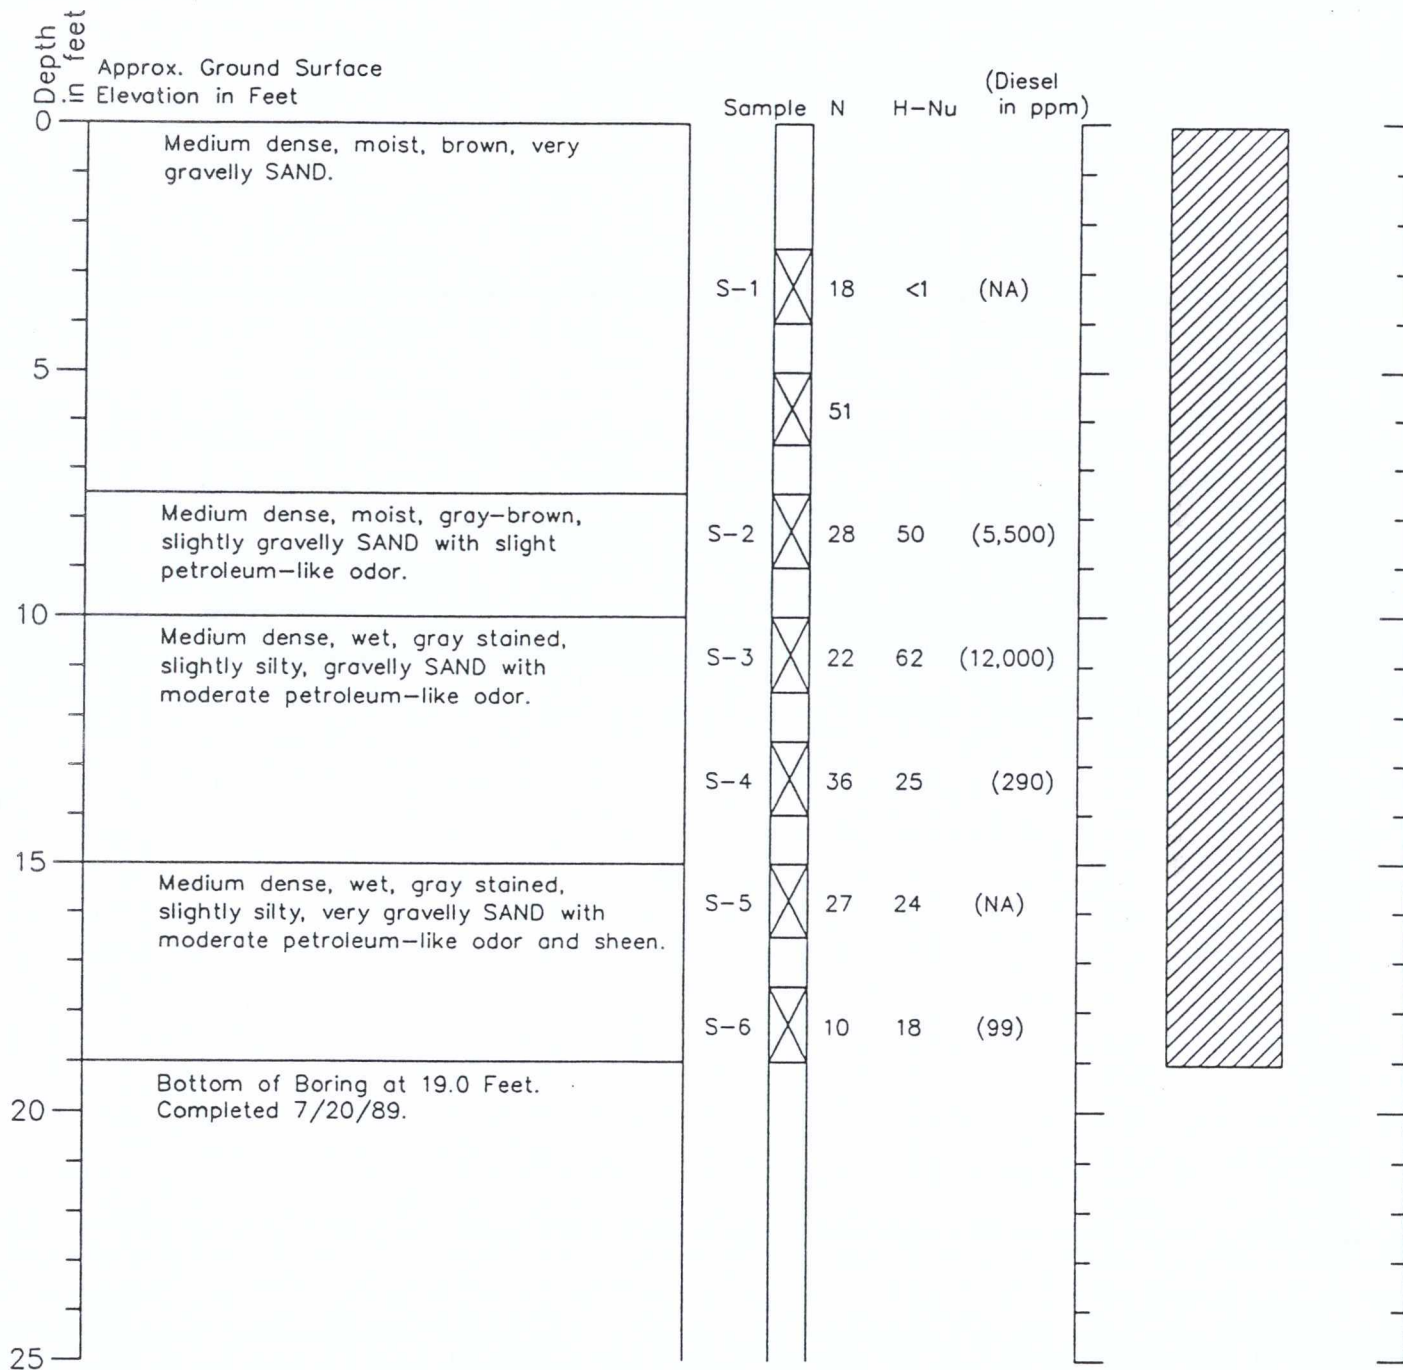 Depth
in feet
Approx. Ground Surface
Elevation in Feet
Sample N H-Nu (Diesel
in ppm)
0
Medium dense, moist, brown, very
gravelly SAND.
S-1 18 <1 (NA)
5
51
Medium dense, moist, gray-brown,
slightly gravelly SAND with slight
petroleum-like odor.
S-2 28 50 (5,500)
10
Medium dense, wet, gray stained,
slightly silty, gravelly SAND with
moderate petroleum-like odor.
S-3 22 62 (12,000)
S-4 36 25 (290)
15
Medium dense, wet, gray stained,
slightly silty, very gravelly SAND with
moderate petroleum-like odor and sheen.
S-5 27 24 (NA)
S-6 10 18 (99)
Bottom of Boring at 19.0 Feet.
Completed 7/20/89.
20
25